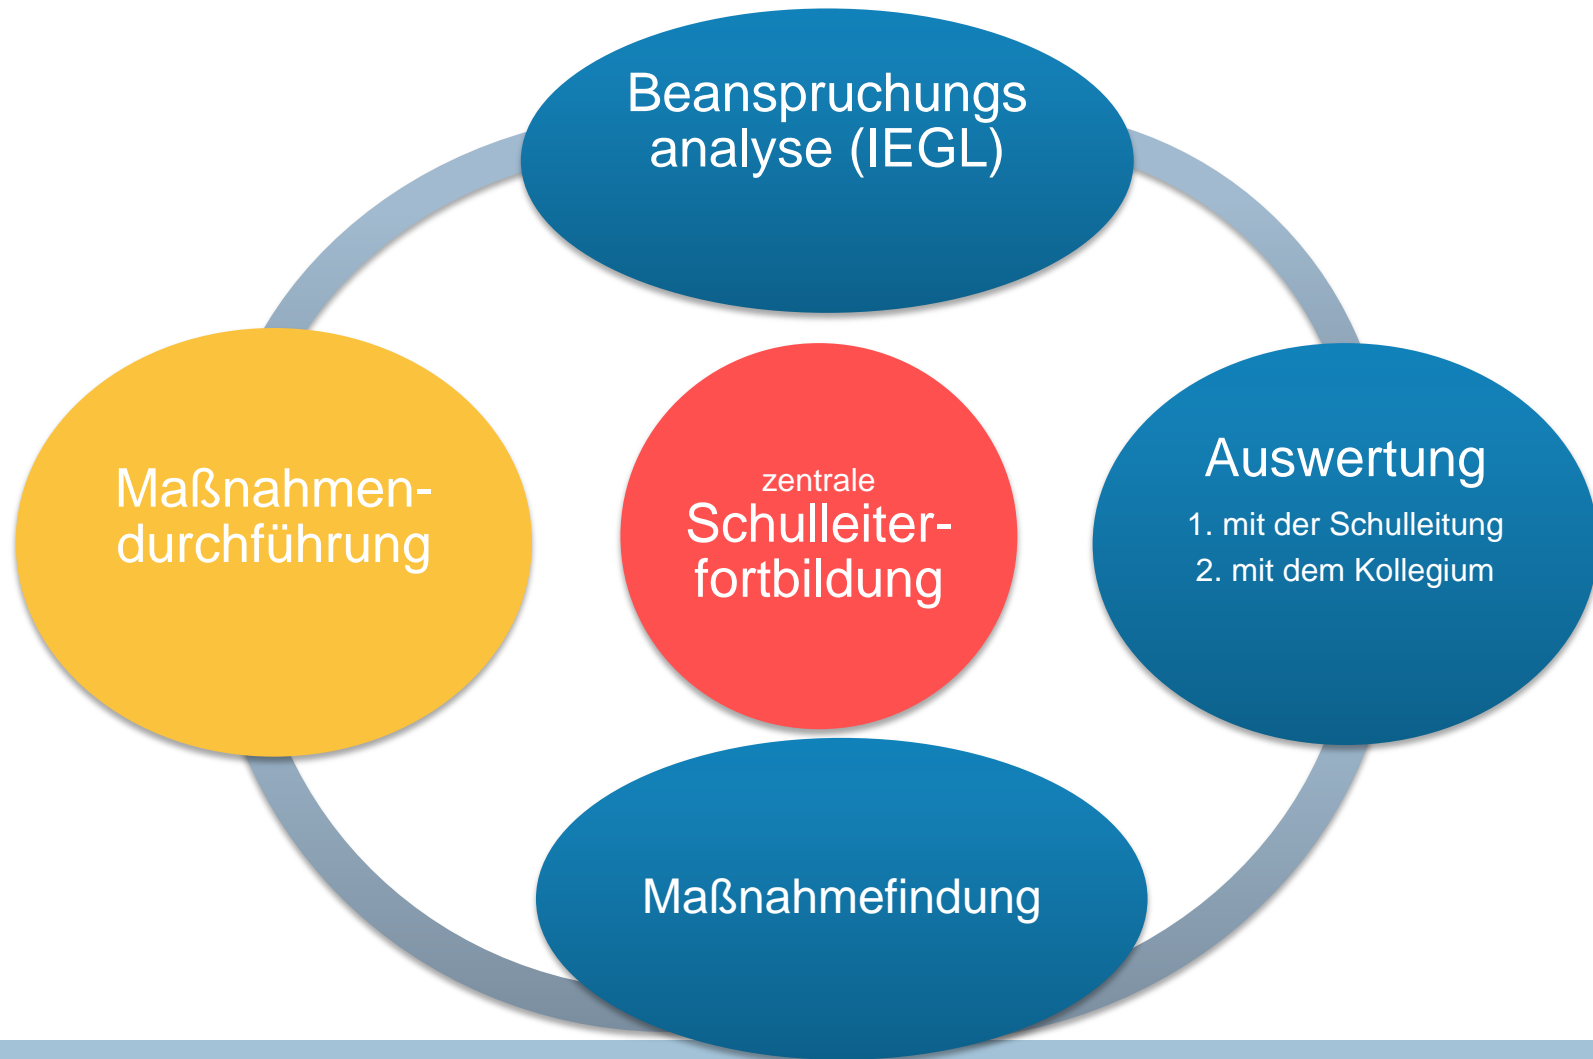 Beanspruchungs
analyse (IEGL)
Maßnahmen-
durchführung
zentrale
Schulleiter-
fortbildung
Auswertung
1. mit der Schulleitung
2. mit dem Kollegium
Maßnahmefindung